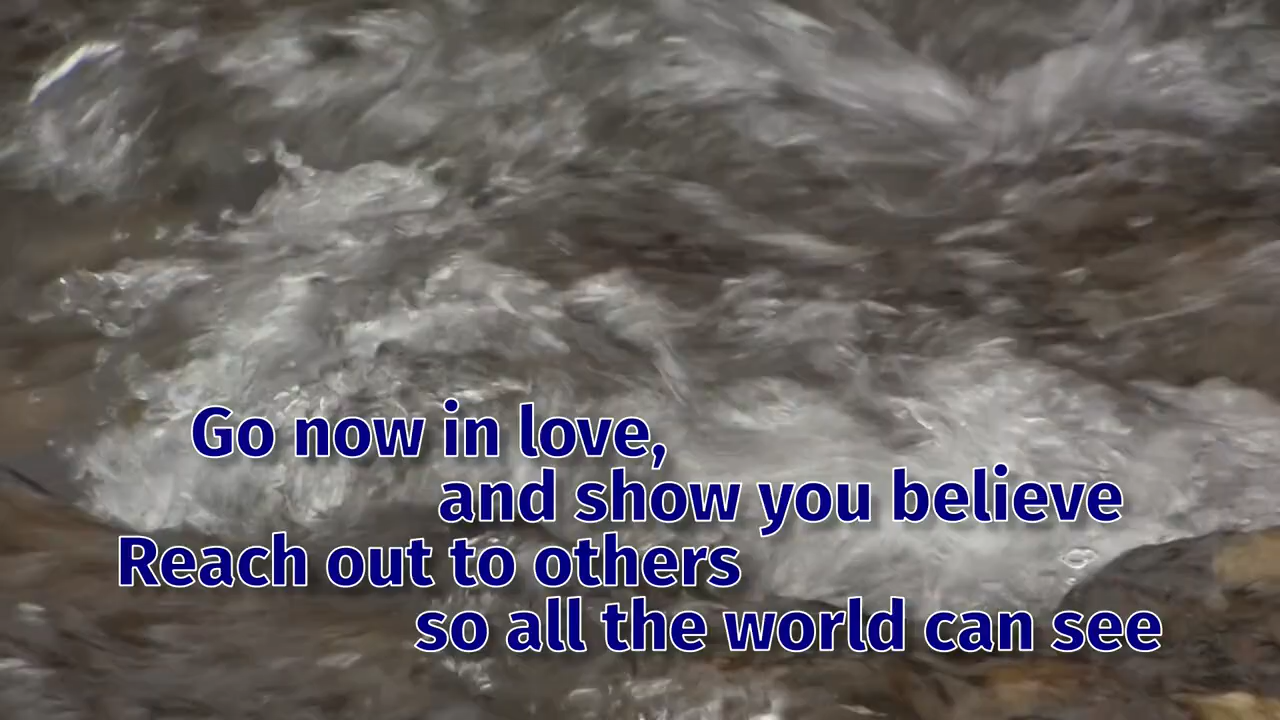 Go now in love,
and show you believe
Reach out to others
so all the world can see